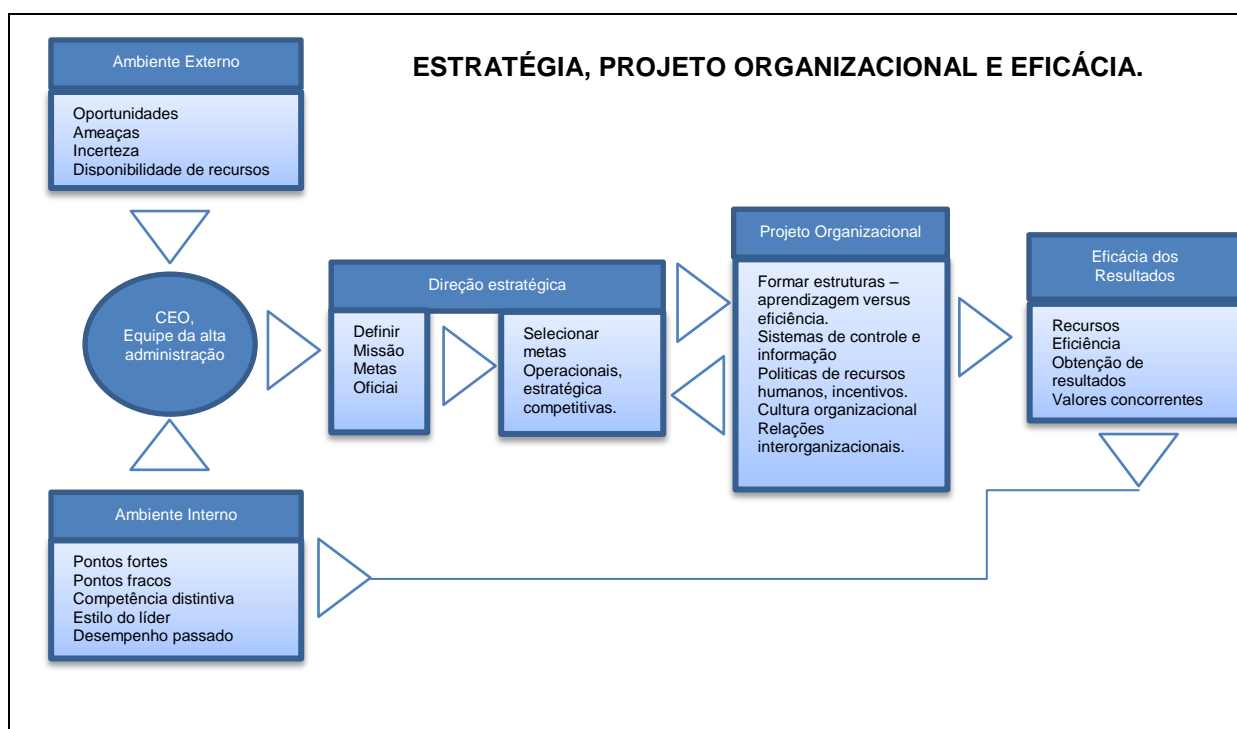 ESTRATÉGIA, PROJETO ORGANIZACIONAL E EFICÁCIA.
Ambiente Externo
Oportunidades
Ameaças
Incerteza
Disponibilidade de recursos
CEO,
Equipe da alta
administração
Direção estratégica
Definir
Missão
Metas
Oficiai
Selecionar
metas
Operacionais,
estratégica
competitivas.
Projeto Organizacional
Formar estruturas –
aprendizagem versus
eficiência.
Sistemas de controle e
informação
Politicas de recursos
humanos, incentivos.
Cultura organizacional
Relações
interorganizacionais.
Eficácia dos
Resultados
Recursos
Eficiência
Obtenção de
resultados
Valores concorrentes
Ambiente Interno
Pontos fortes
Pontos fracos
Competência distintiva
Estilo do líder
Desempenho passado